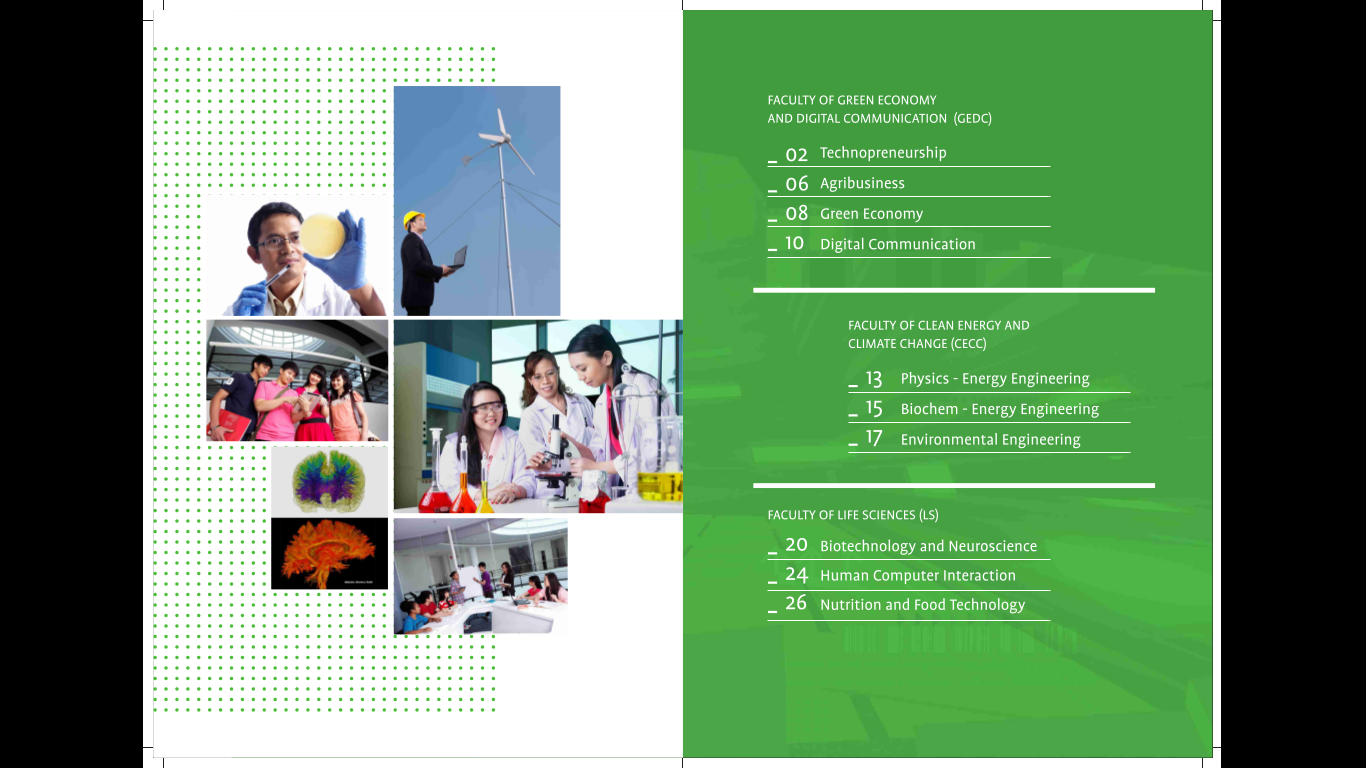 FACULTY OF GREEN ECONOMY
AND DIGITAL COMMUNICATION (GEDC)
_ 02 Technopreneurship
_ 06 Agribusiness
_ 08 Green Economy
_ 10 Digital Communication
FACULTY OF CLEAN ENERGY AND
CLIMATE CHANGE (CECC)
_ 13 Physics - Energy Engineering
_ 15 Biochem - Energy Engineering
_ 17 Environmental Engineering
FACULTY OF LIFE SCIENCES (LS)
_ 20 Biotechnology and Neuroscience
_ 24 Human Computer Interaction
_ 26 Nutrition and Food Technology